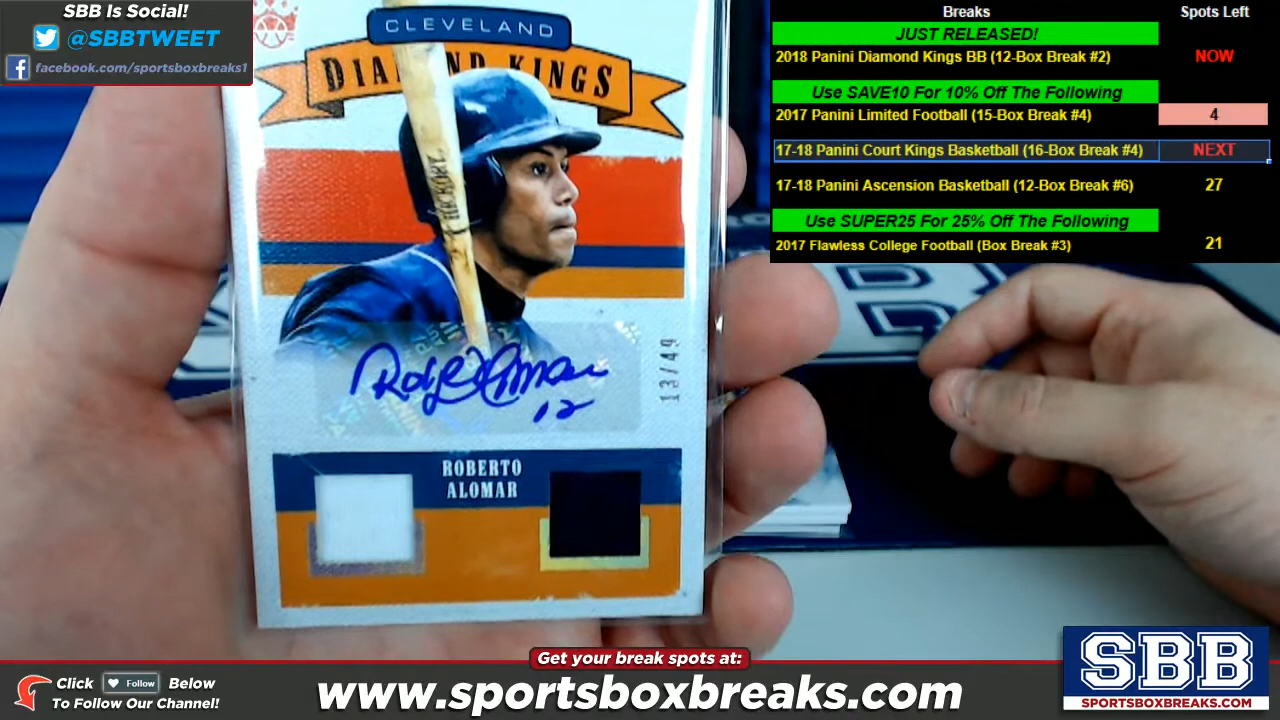 SBB Is Social!
@SBBTWEET
facebook.com/sportsboxbreaks1
Breaks Spots Left
JUST RELEASED!
2018 Panini Diamond Kings BB (12-Box Break #2) NOW
Use SAVE10 For 10% Off The Following
2017 Panini Limited Football (15-Box Break #4) 4
17-18 Panini Court Kings Basketball (16-Box Break #4) NEXT
17-18 Panini Ascension Basketball (12-Box Break #6) 27
Use SUPER25 For 25% Off The Following
2017 Flawless College Football (Box Break #3) 21
CLEVELAND
DIAMOND KINGS
HICKORY
Roberto Alomar
12
13/49
ROBERTO
ALOMAR
Get your break spots at:
Click Follow Below
To Follow Our Channel!
www.sportsboxbreaks.com
SBB
SPORTSBOXBREAKS.COM